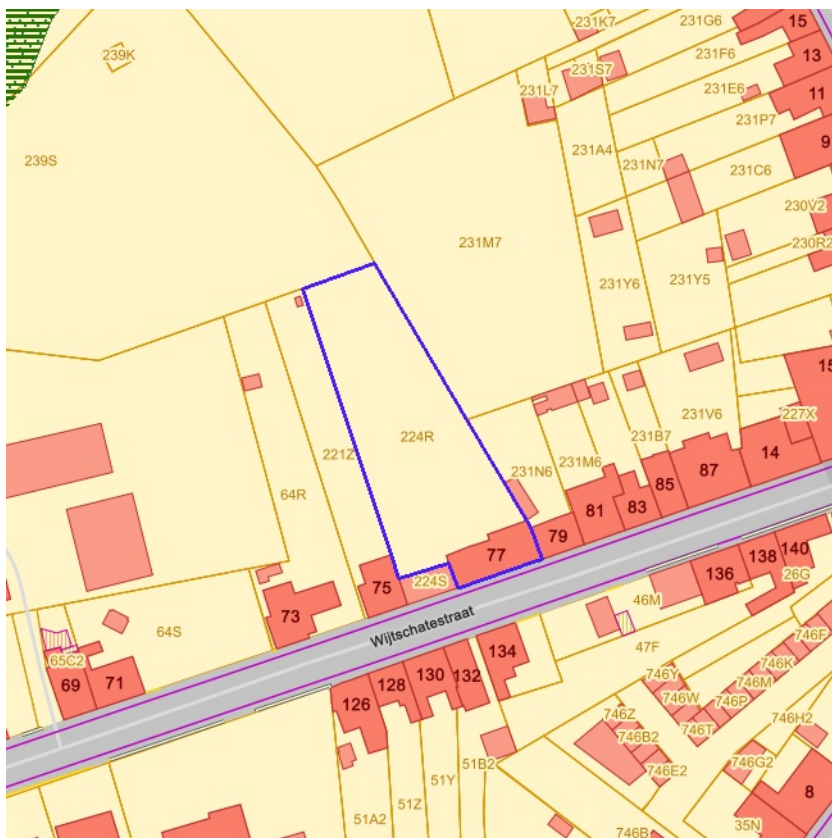 231K7
231G6
15
239K
231F6
13
231S7
231L7
231E6
11
231P7
231A4
9
239S
231N7
231C6
230V2
231M7
230R2
231Y6
231Y5
15
231V6
227X
224R
231B7
221Z
231N6
231M6
14
87
85
64R
81
83
79
77
140
138
136
26G
224S
75
46M
73
Wijtschatestraat
64S
746F
134
47F
746K
65C2
746Y
746M
71
130
132
746W
69
128
746P
126
746Z
746T
746H2
746B2
51B2
746G2
746E2
51Y
8
51Z
51A2
35N
746B